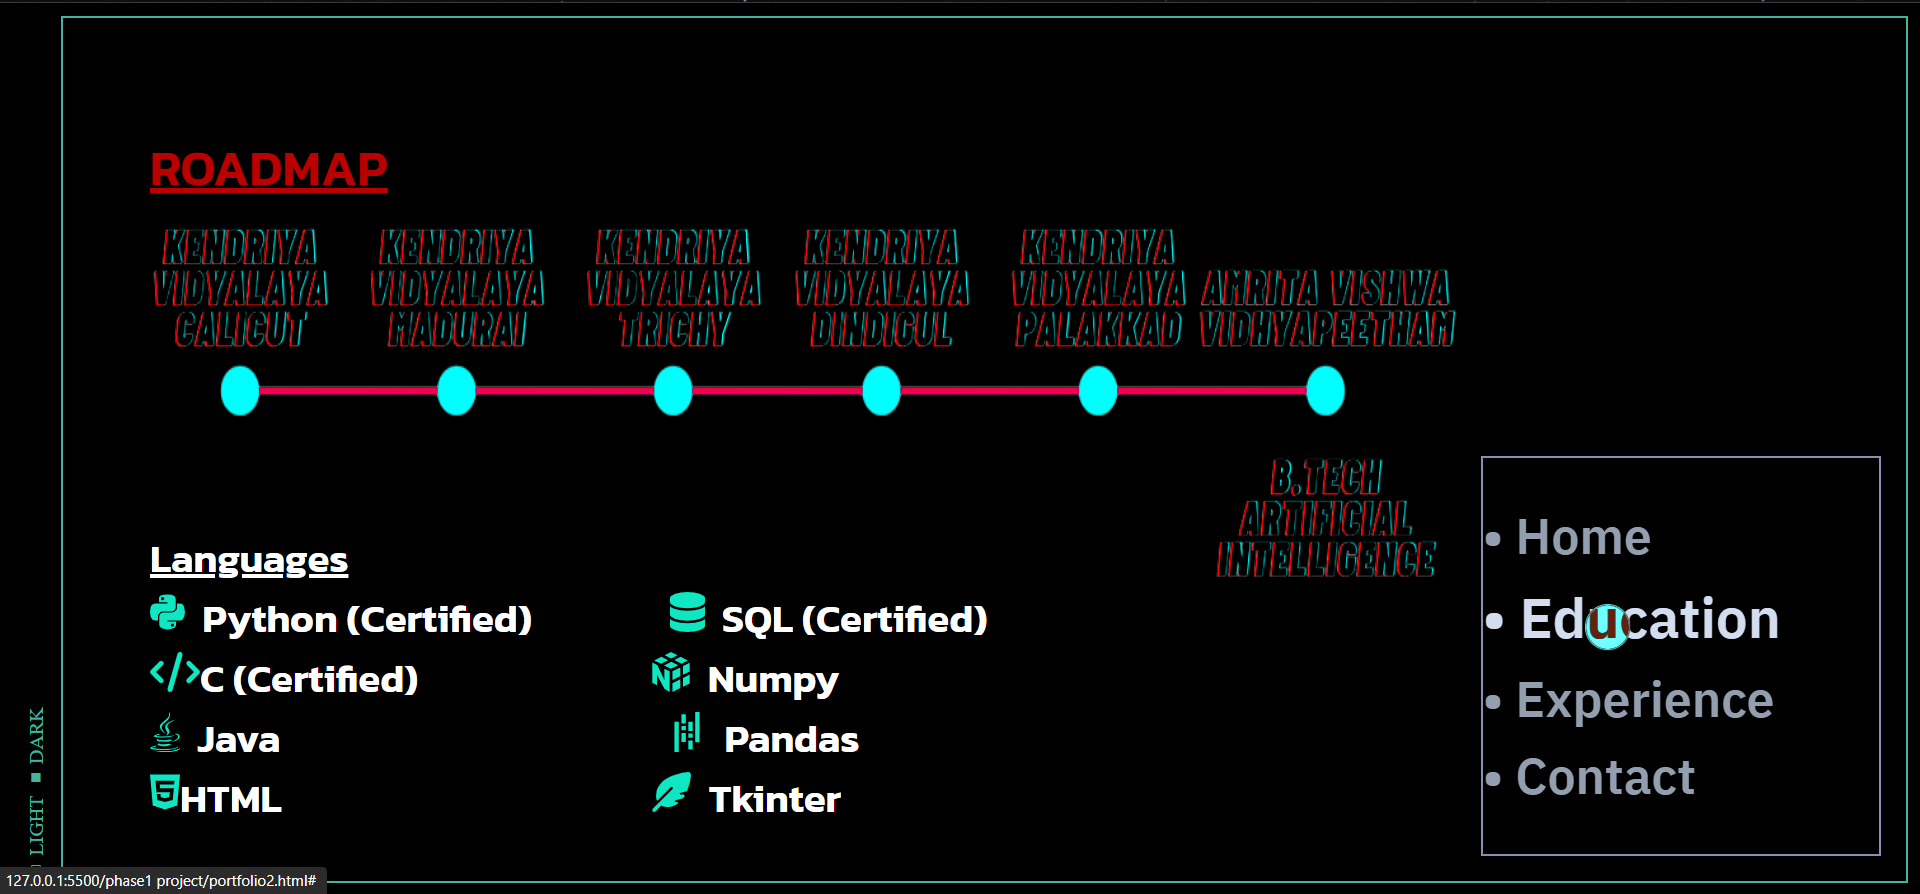 ROADMAP
KENDRIYA
VIDYALAYA
CALICUT
KENDRIYA
VIDYALAYA
MADURAI
KENDRIYA
VIDYALAYA
TRICHY
KENDRIYA
VIDYALAYA
DINDIGUL
KENDRIYA
VIDYALAYA
PALAKKAD
AMRITA VISHWA
VIDHYAPEETHAM
B.TECH
ARTIFICIAL
INTELLIGENCE
Languages
Python (Certified)
SQL (Certified)
C (Certified)
Numpy
Java
Pandas
HTML
Tkinter
• Home
• Education
• Experience
• Contact
LIGHT
DARK
127.0.0.1:5500/phase1 project/portfolio2.html#